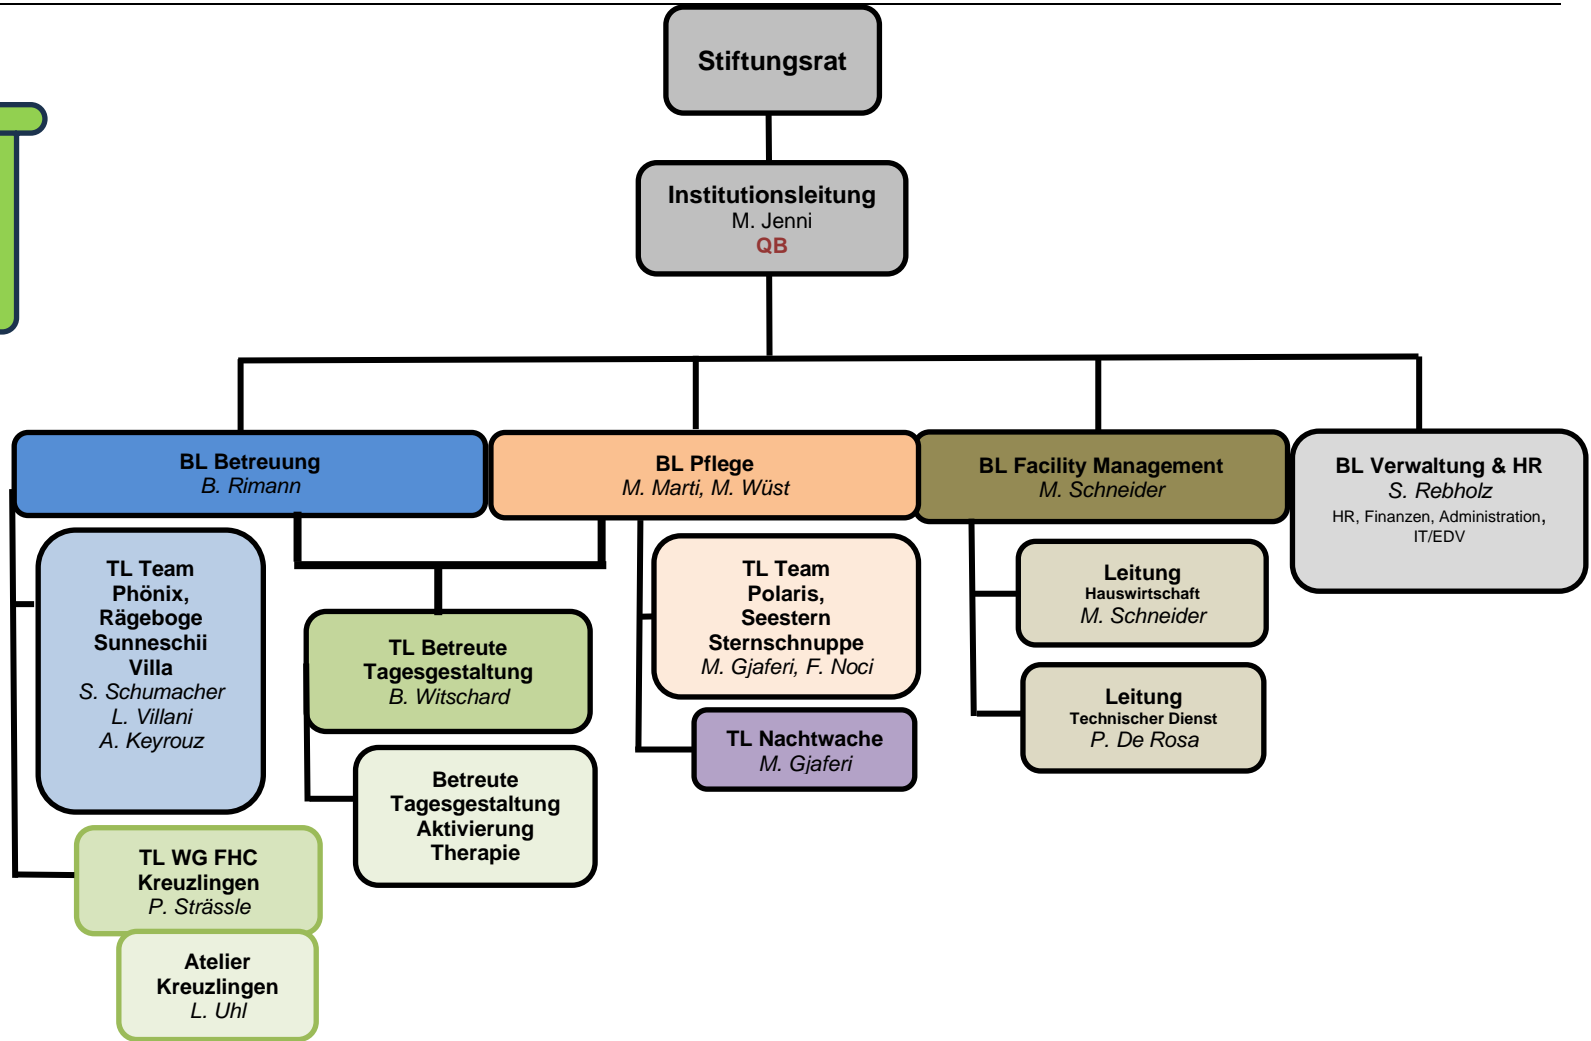 Stiftungsrat
Institutionsleitung
M. Jenni
QB
BL Betreuung
B. Rimann
BL Pflege
M. Marti, M. Wüst
BL Facility Management
M. Schneider
BL Verwaltung & HR
S. Rebholz
HR, Finanzen, Administration,
IT/EDV
TL Team
Phönix,
Rägeboge
Sunneschii
Villa
S. Schumacher
L. Villani
A. Keyrouz
TL Betreute
Tagesgestaltung
B. Witschard
Betreute
Tagesgestaltung
Aktivierung
Therapie
TL Team
Polaris,
Seestern
Sternschnuppe
M. Gjaferi, F. Noci
TL Nachtwache
M. Gjaferi
Leitung
Hauswirtschaft
M. Schneider
Leitung
Technischer Dienst
P. De Rosa
TL WG FHC
Kreuzlingen
P. Strässle
Atelier
Kreuzlingen
L. Uhl